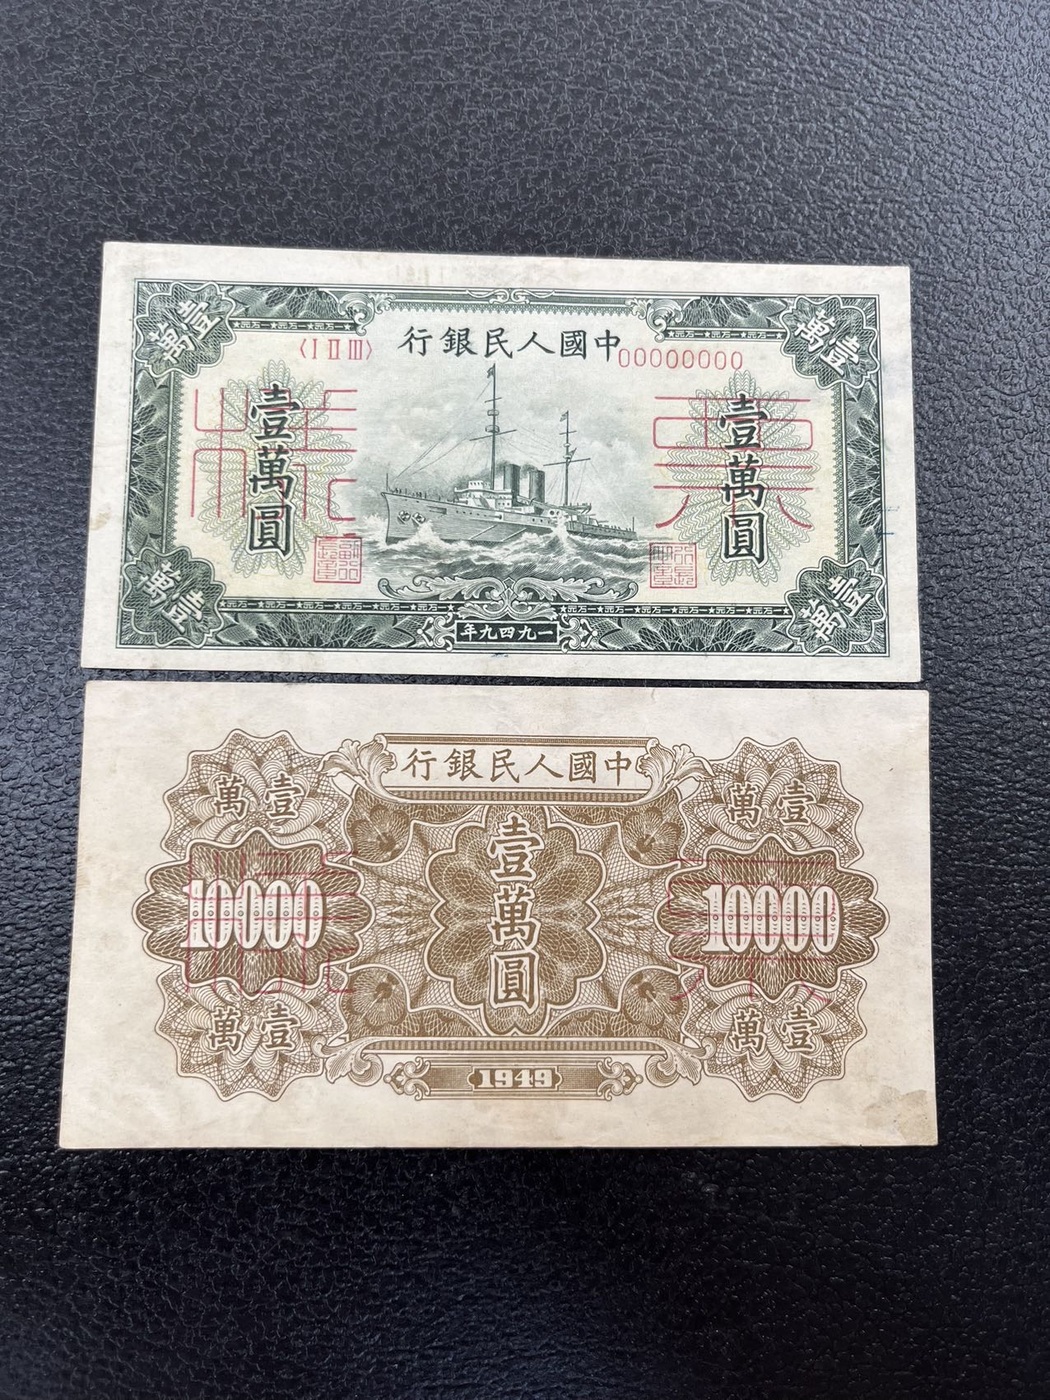 中國人民銀行
〈I II III〉
00000000
壹萬
壹萬
壹萬圓
壹萬圓
壹萬
壹萬
一九四九年
中國人民銀行
壹萬
壹萬
壹萬圓
10000
10000
壹萬
壹萬
1949